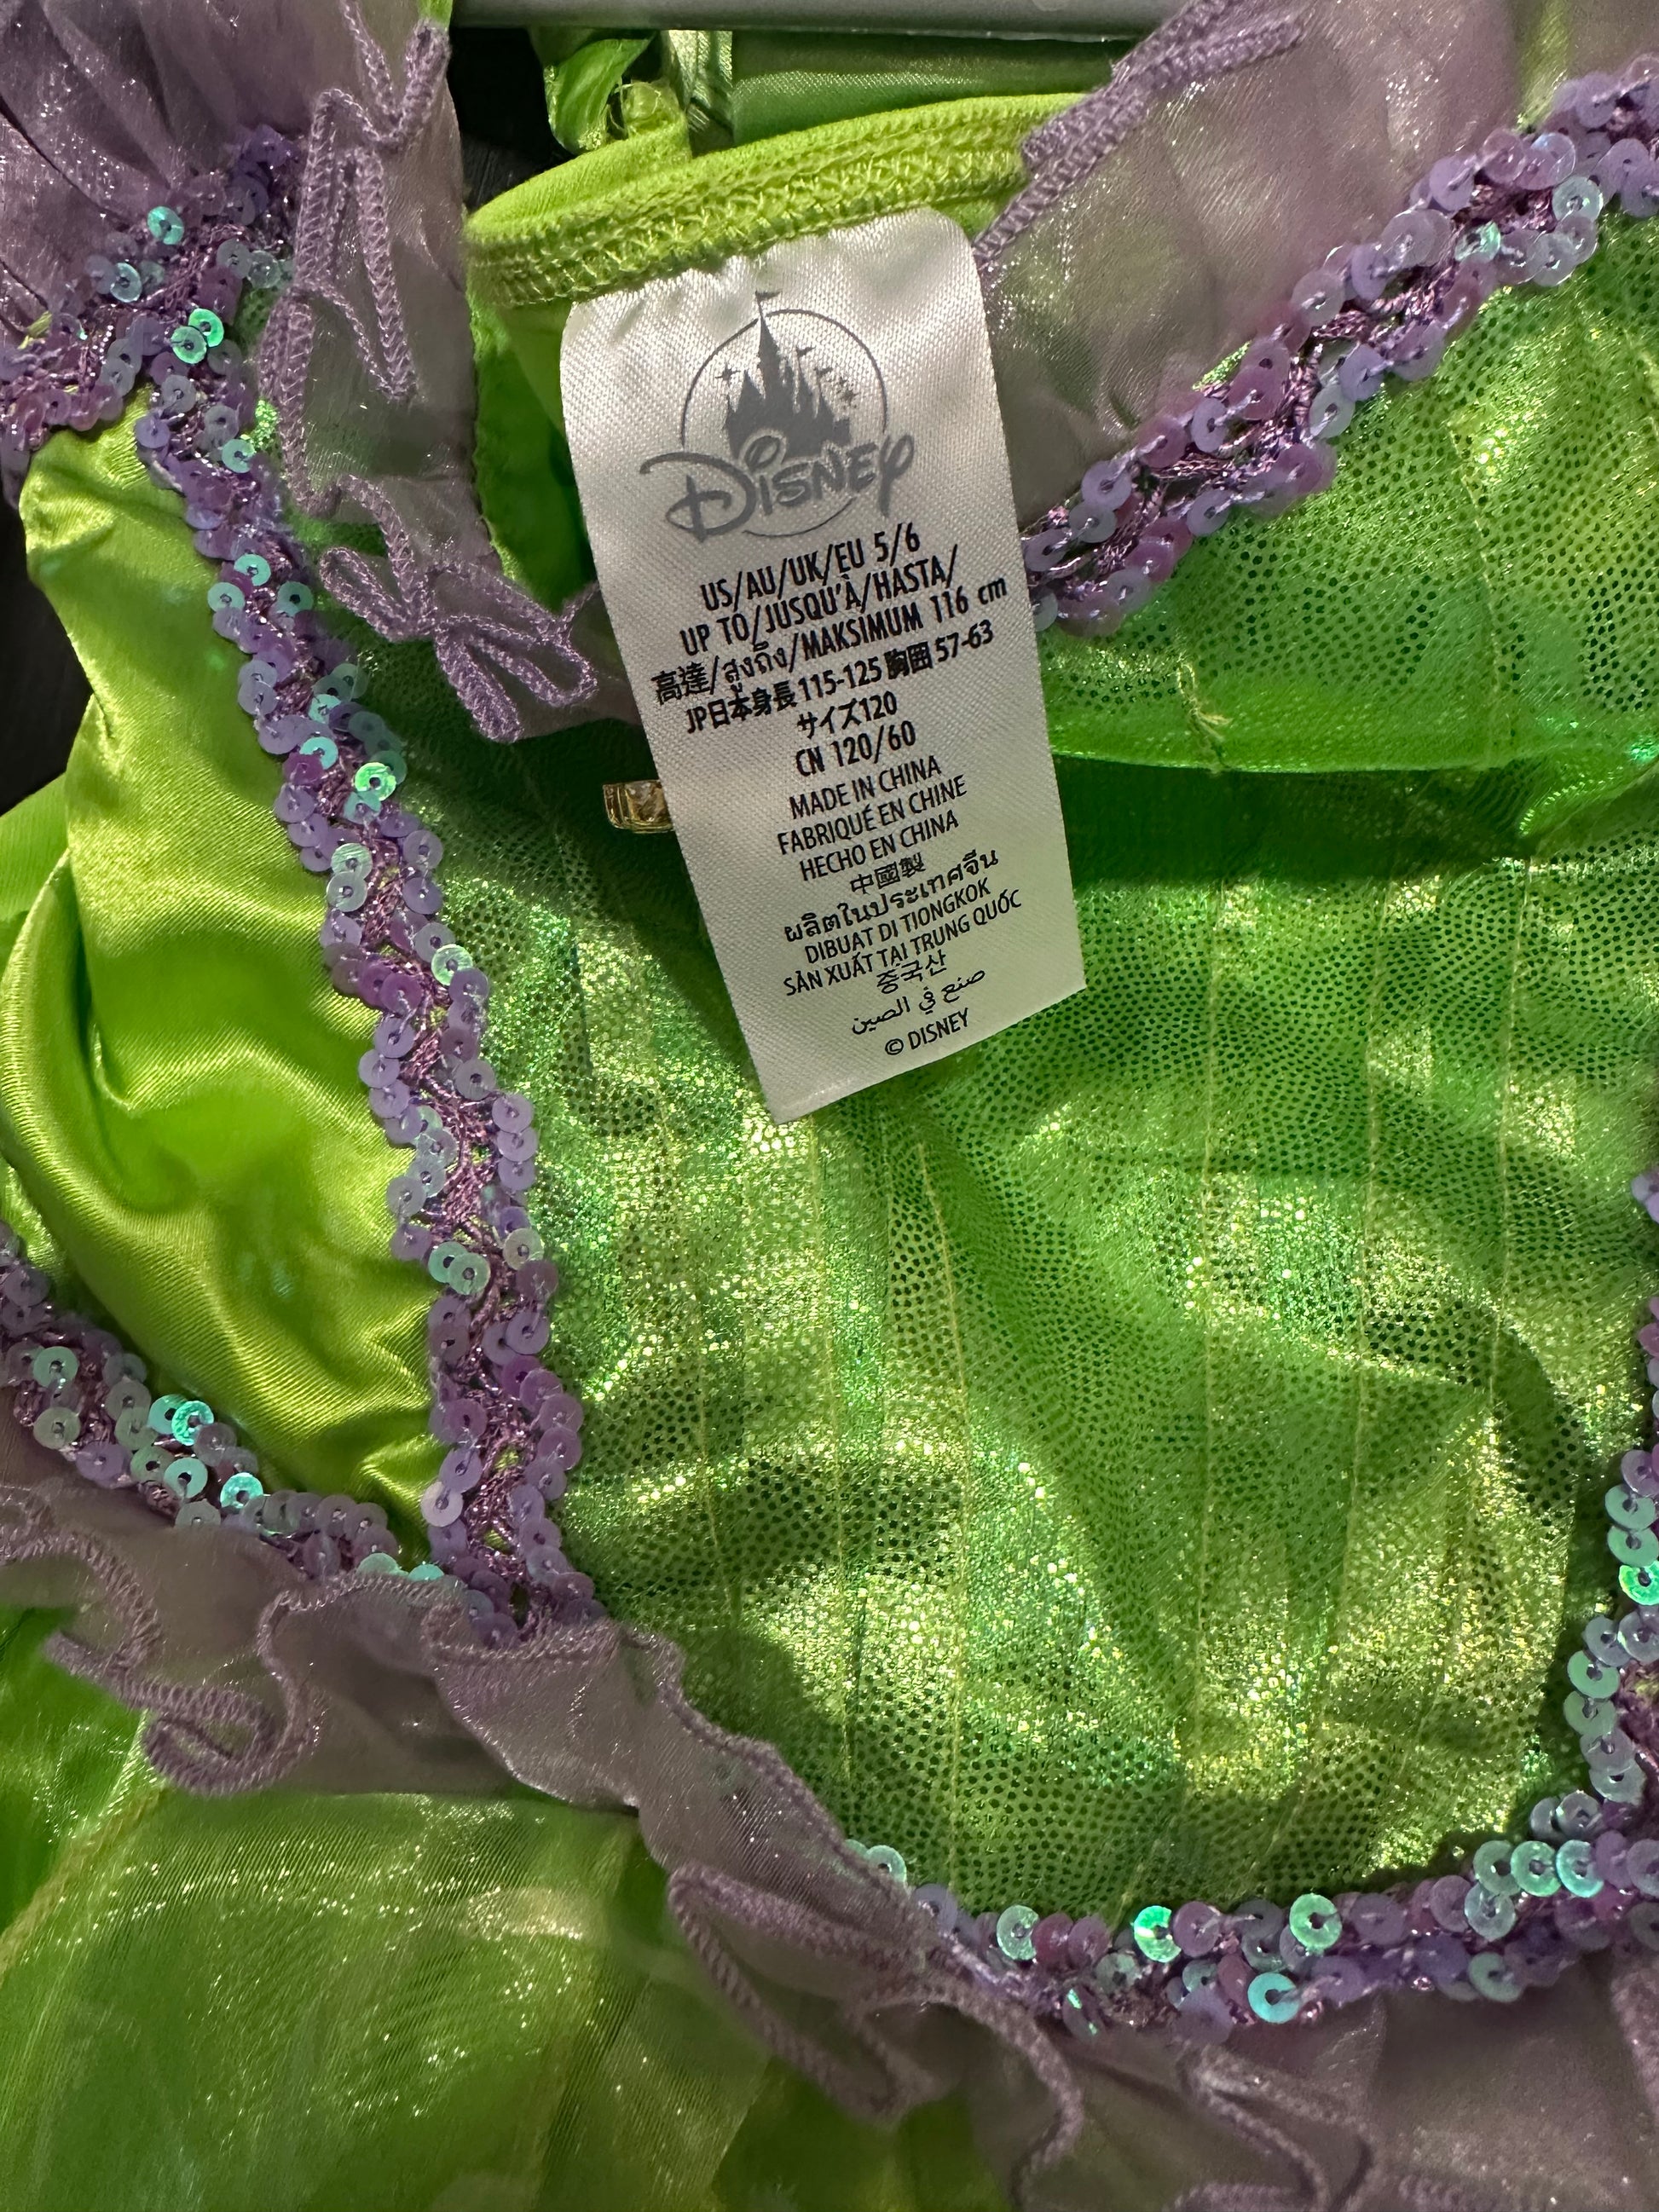 Disney
US/AU/UK/EU 5/6
UP TO/JUSQU'À/HASTA/
高達/สูงถึง/MAKSIMUM 116 cm
JP日本身長 115-125 胸囲 57-63
サイズ120
CN 120/60
MADE IN CHINA
FABRIQUÉ EN CHINE
HECHO EN CHINA
中國製
ผลิตในประเทศจีน
DIBUAT DI TIONGKOK
SẢN XUẤT TẠI TRUNG QUỐC
중국산
صنع في الصين
© DISNEY